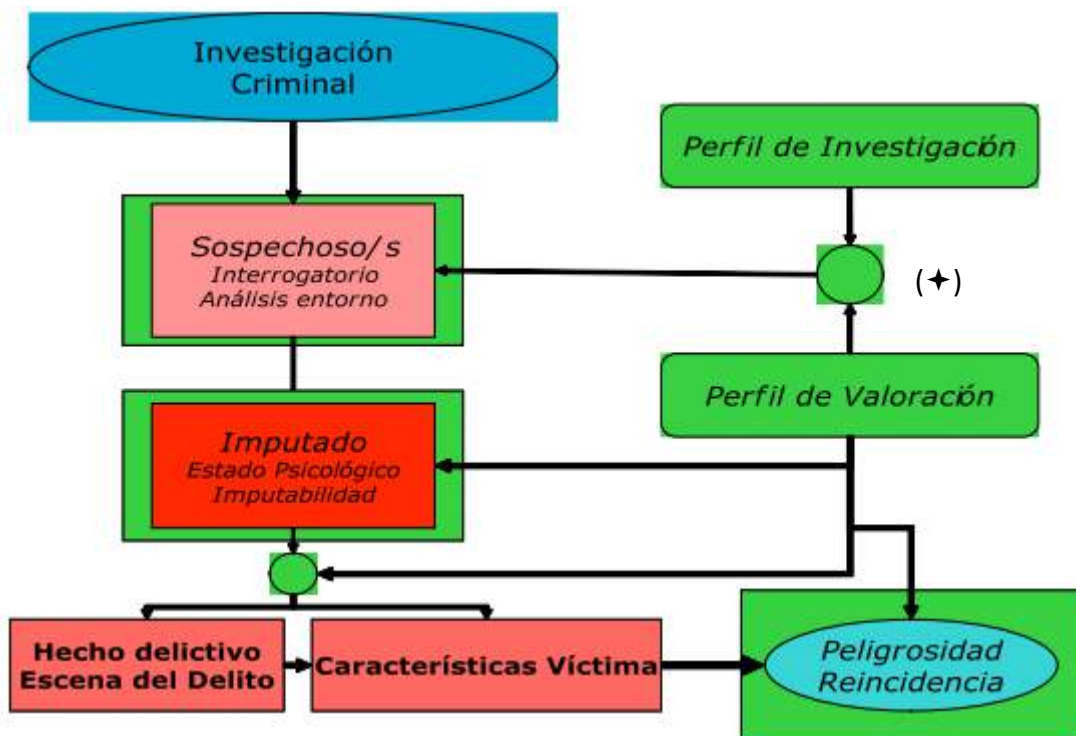 Investigación
Criminal
Perfil de Investigación
Sospechoso/s
Interrogatorio
Análisis entorno
(✦)
Perfil de Valoración
Imputado
Estado Psicológico
Imputabilidad
Hecho delictivo
Escena del Delito
Característícas Víctima
Peligrosidad
Reincidencia